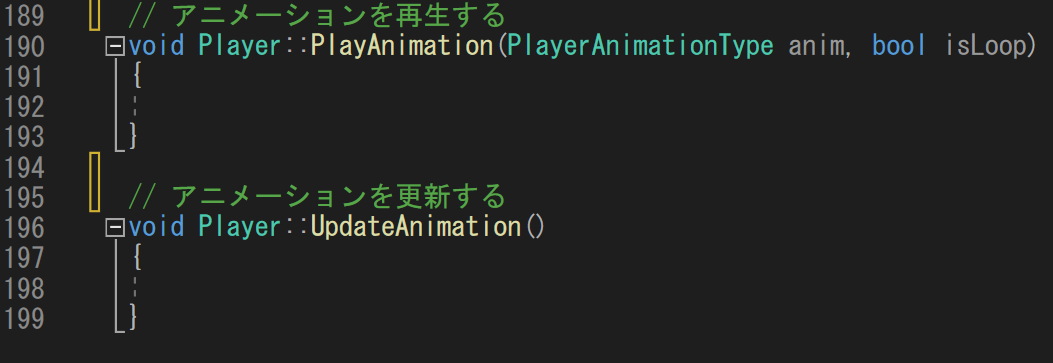 189 // アニメーションを再生する
190 void Player::PlayAnimation(PlayerAnimationType anim, bool isLoop)
191 {
192
193 }
194
195 // アニメーションを更新する
196 void Player::UpdateAnimation()
197 {
198
199 }